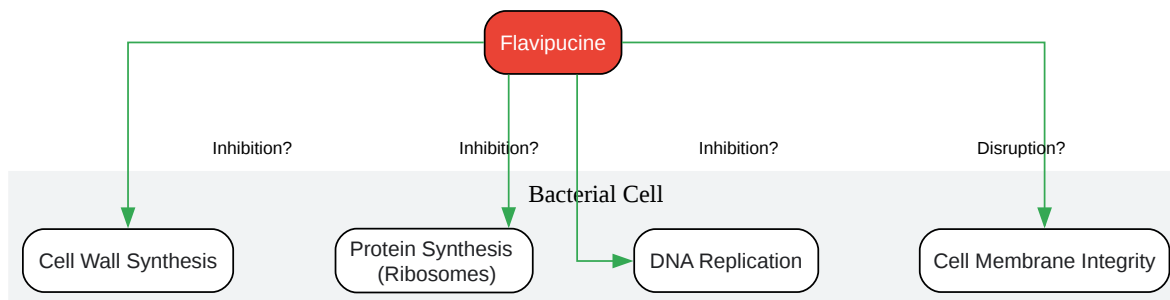 Flavipucine
Inhibition?
Inhibition?
Inhibition?
Disruption?
Bacterial Cell
Cell Wall Synthesis
Protein Synthesis
(Ribosomes)
DNA Replication
Cell Membrane Integrity